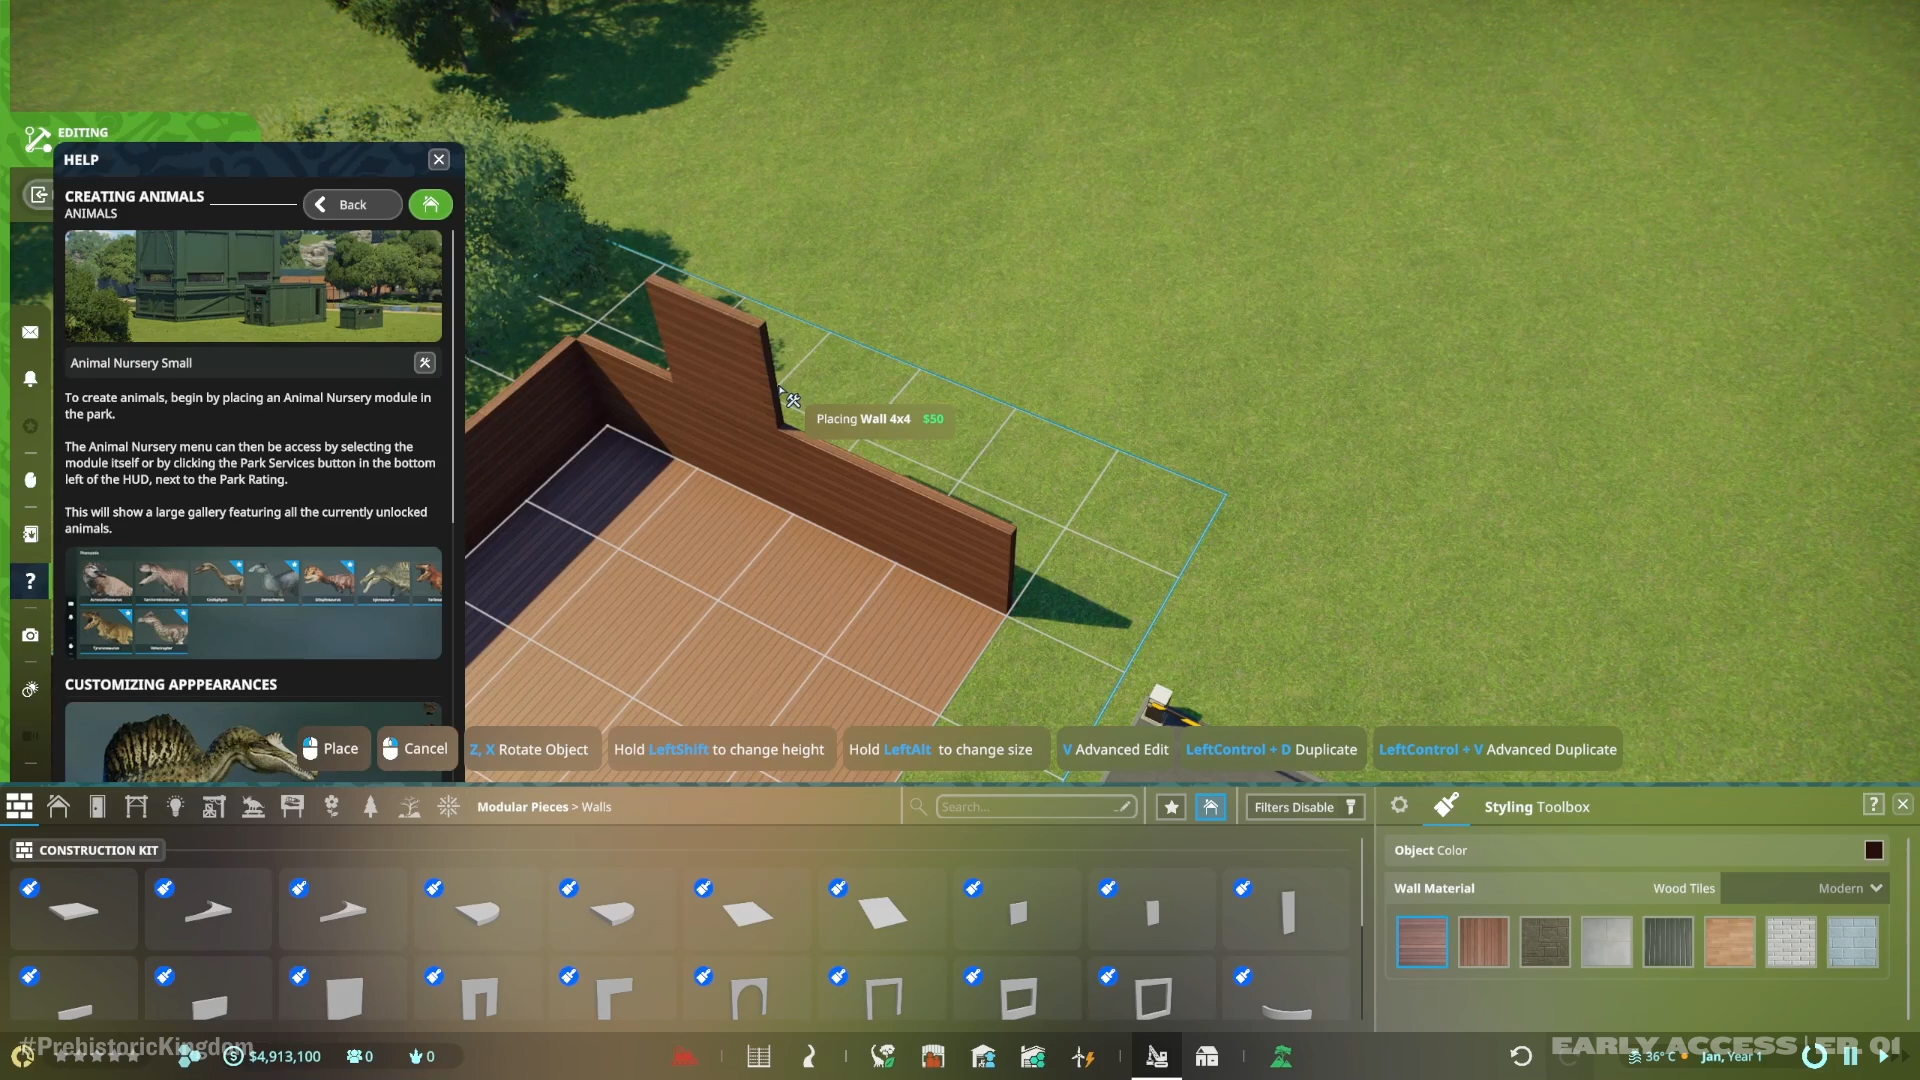 EDITING
HELP
CREATING ANIMALS
ANIMALS
Back
Animal Nursery Small
To create animals, begin by placing an Animal Nursery module in
the park.
The Animal Nursery menu can then be access by selecting the
module itself or by clicking the Park Services button in the bottom
left of the HUD, next to the Park Rating.
This will show a large gallery featuring all the currently unlocked
animals.
CUSTOMIZING APPPEARANCES
Placing Wall 4x4 $50
Place
Cancel
Z, X Rotate Object
Hold LeftShift to change height
Hold LeftAlt to change size
V Advanced Edit
LeftControl + D Duplicate
LeftControl + V Advanced Duplicate
Modular Pieces > Walls
Search...
Filters Disable
Styling Toolbox
?
CONSTRUCTION KIT
Object Color
Wall Material
Wood Tiles
Modern
#PrehistoricKingdom
$4,913,100
0
0
EARLY ACCESS | EP. 01
36° C
Jan, Year 1